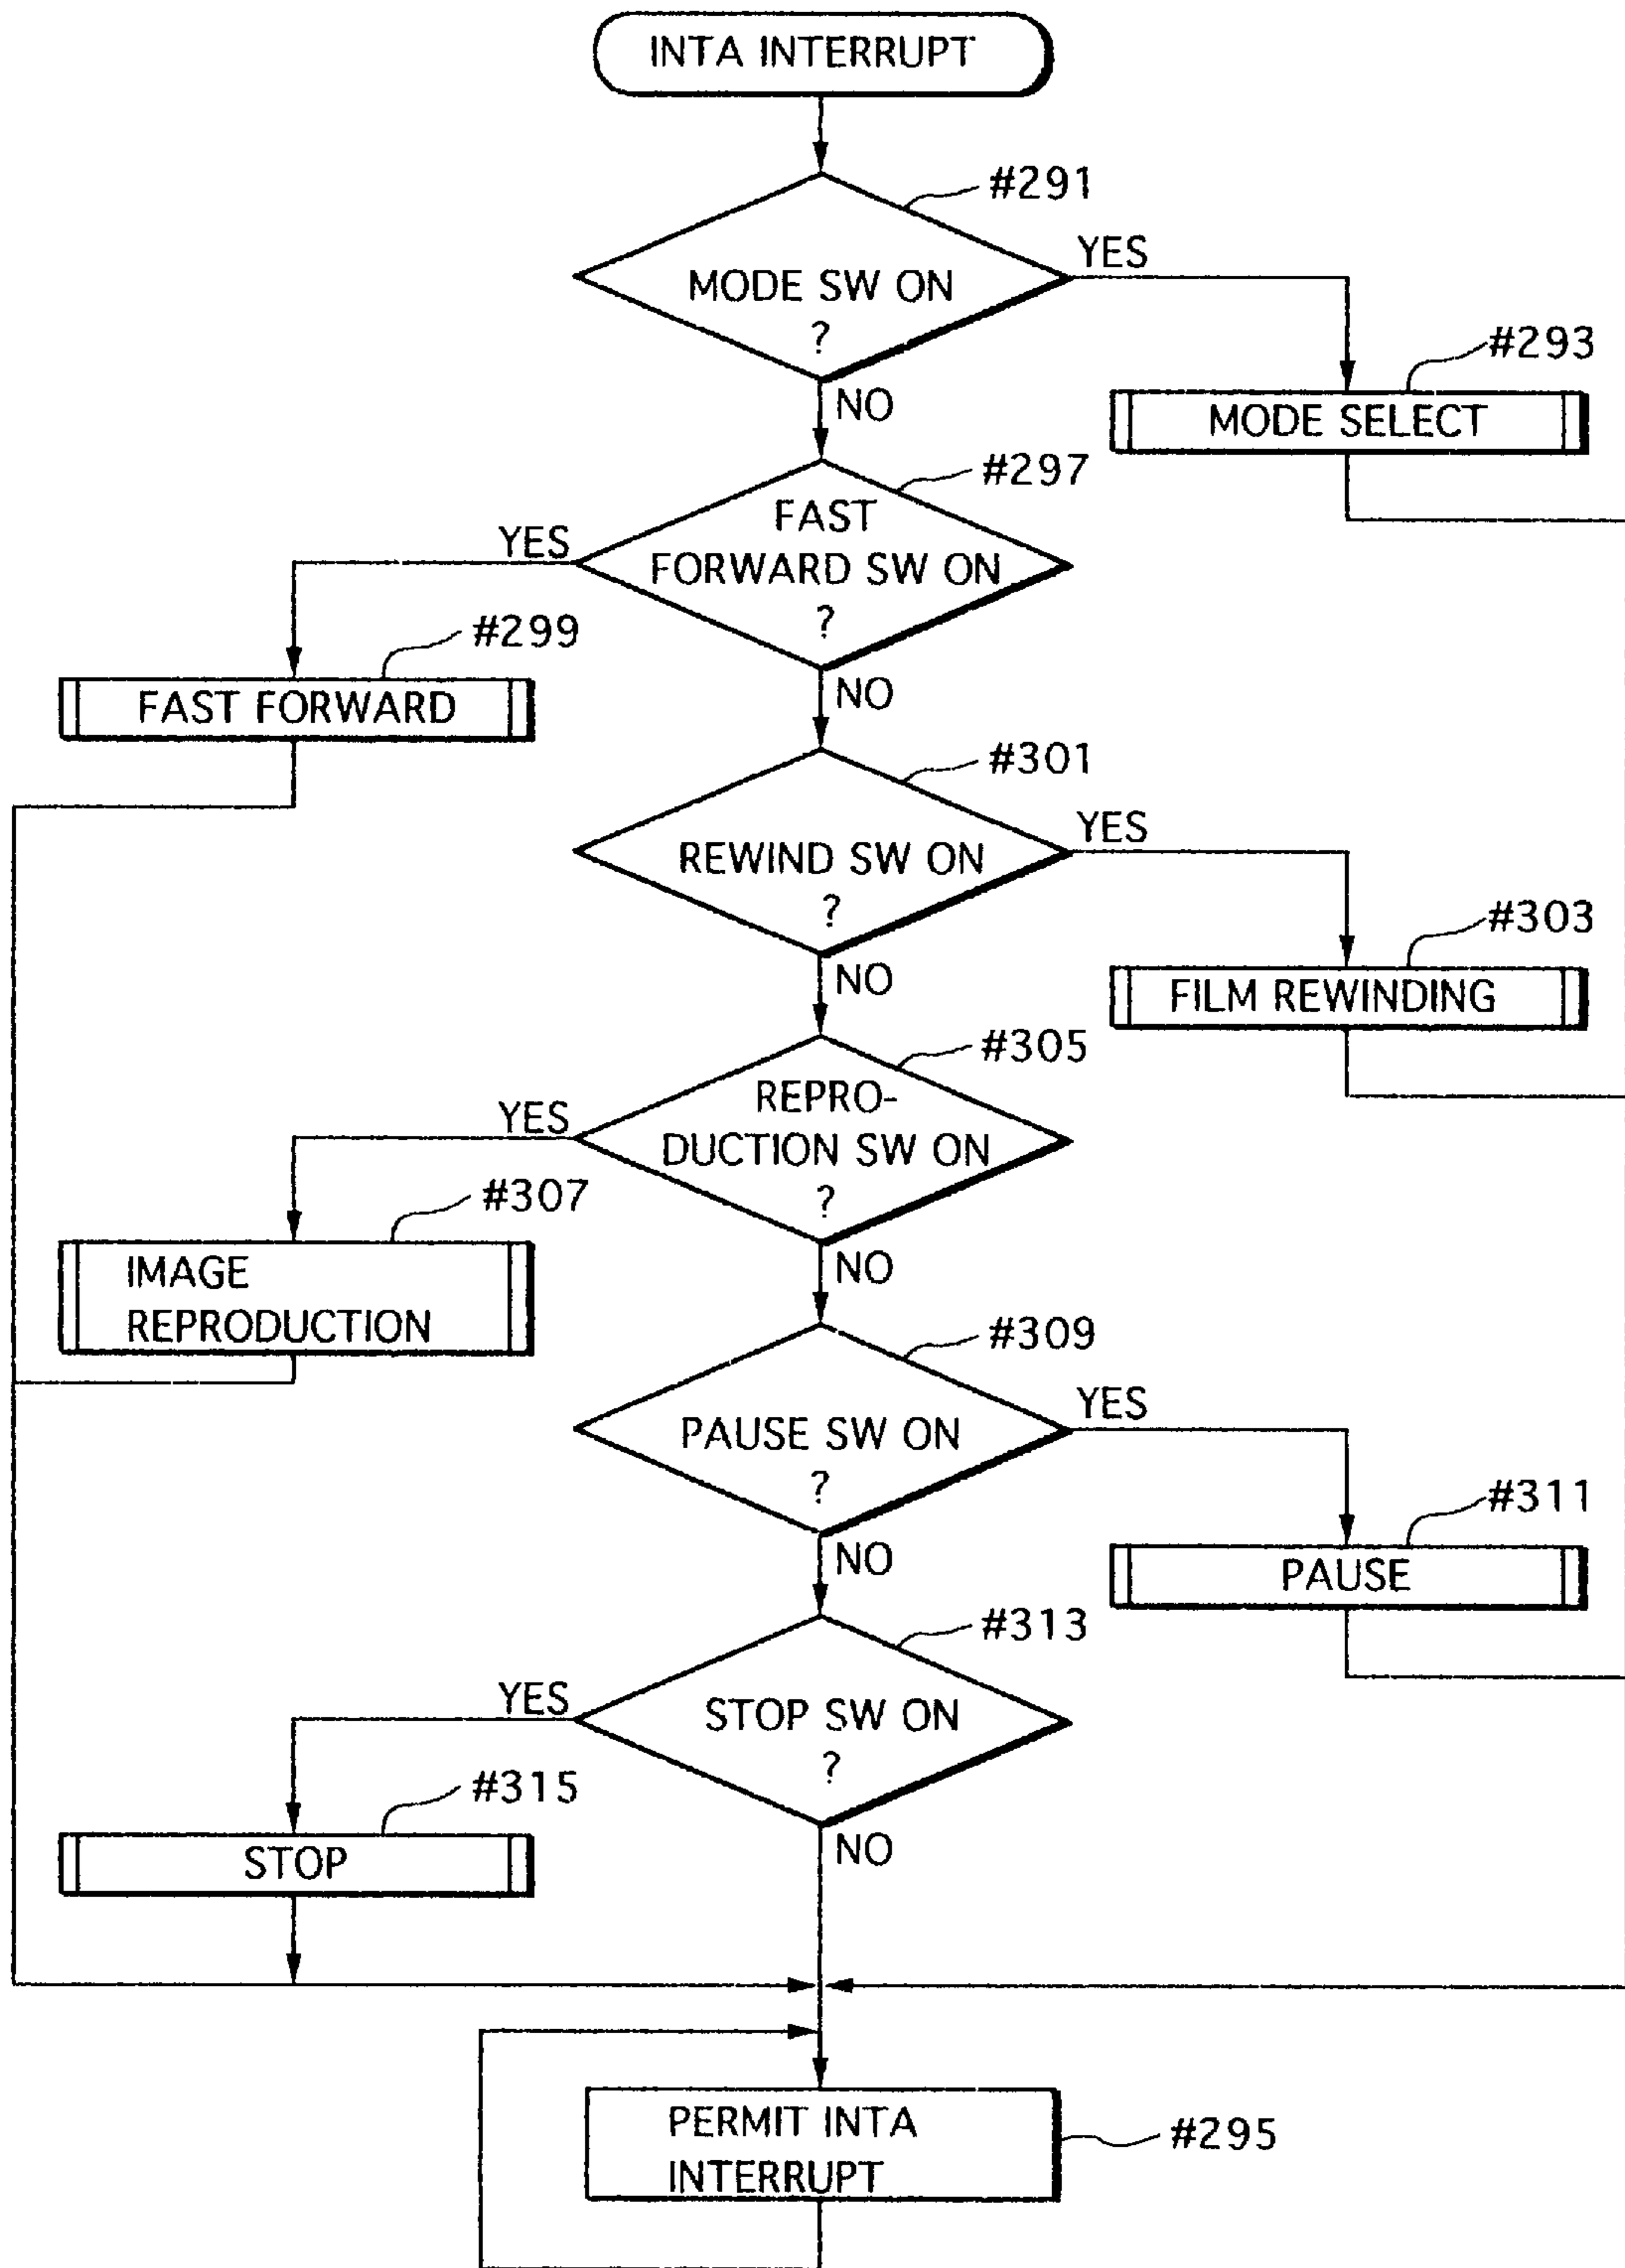 INTA INTERRUPT
#291
YES
MODE SW ON
?
#293
NO
MODE SELECT
#297
FAST
YES
FORWARD SW ON
?
#299
NO
FAST FORWARD
#301
YES
REWIND SW ON
?
#303
NO
FILM REWINDING
#305
REPRO-
YES
DUCTION SW ON
?
#307
NO
IMAGE
REPRODUCTION
#309
YES
PAUSE SW ON
?
#311
NO
PAUSE
#313
YES
STOP SW ON
?
#315
NO
STOP
PERMIT INTA
INTERRUPT
#295